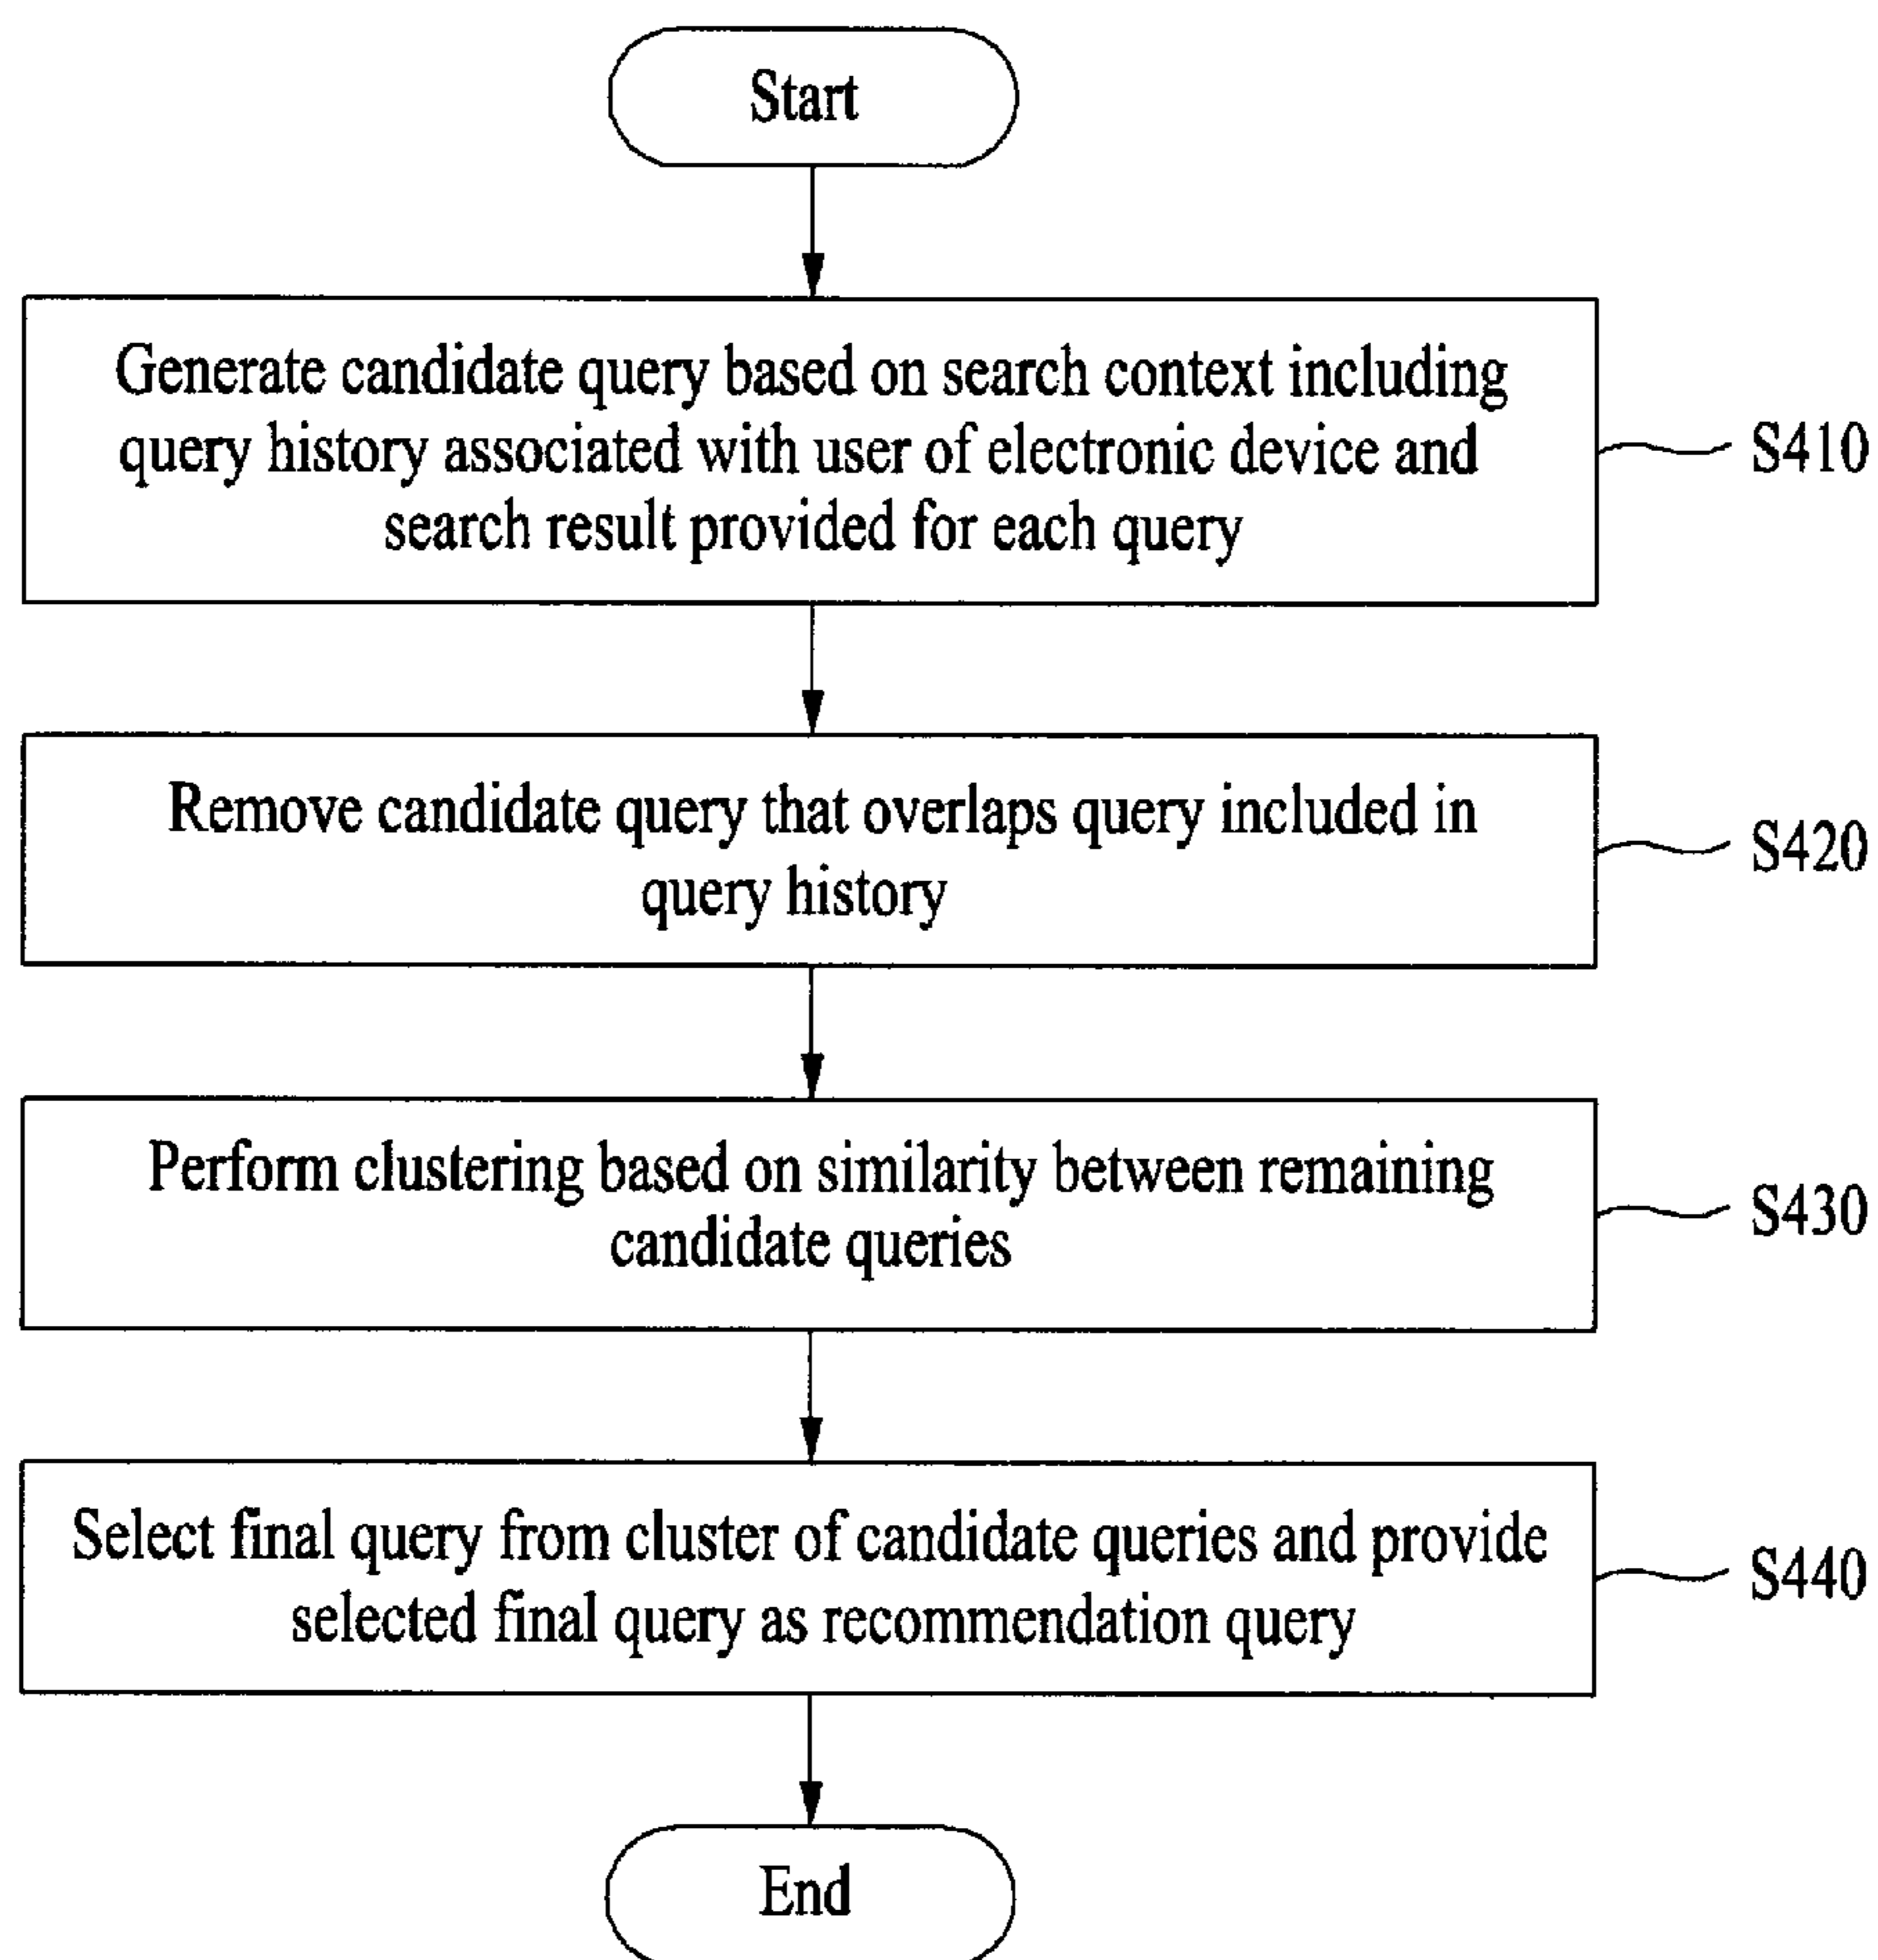 Start
Generate candidate query based on search context including
query history associated with user of electronic device and
search result provided for each query
S410
Remove candidate query that overlaps query included in
query history
S420
Perform clustering based on similarity between remaining
candidate queries
S430
Select final query from cluster of candidate queries and provide
selected final query as recommendation query
S440
End